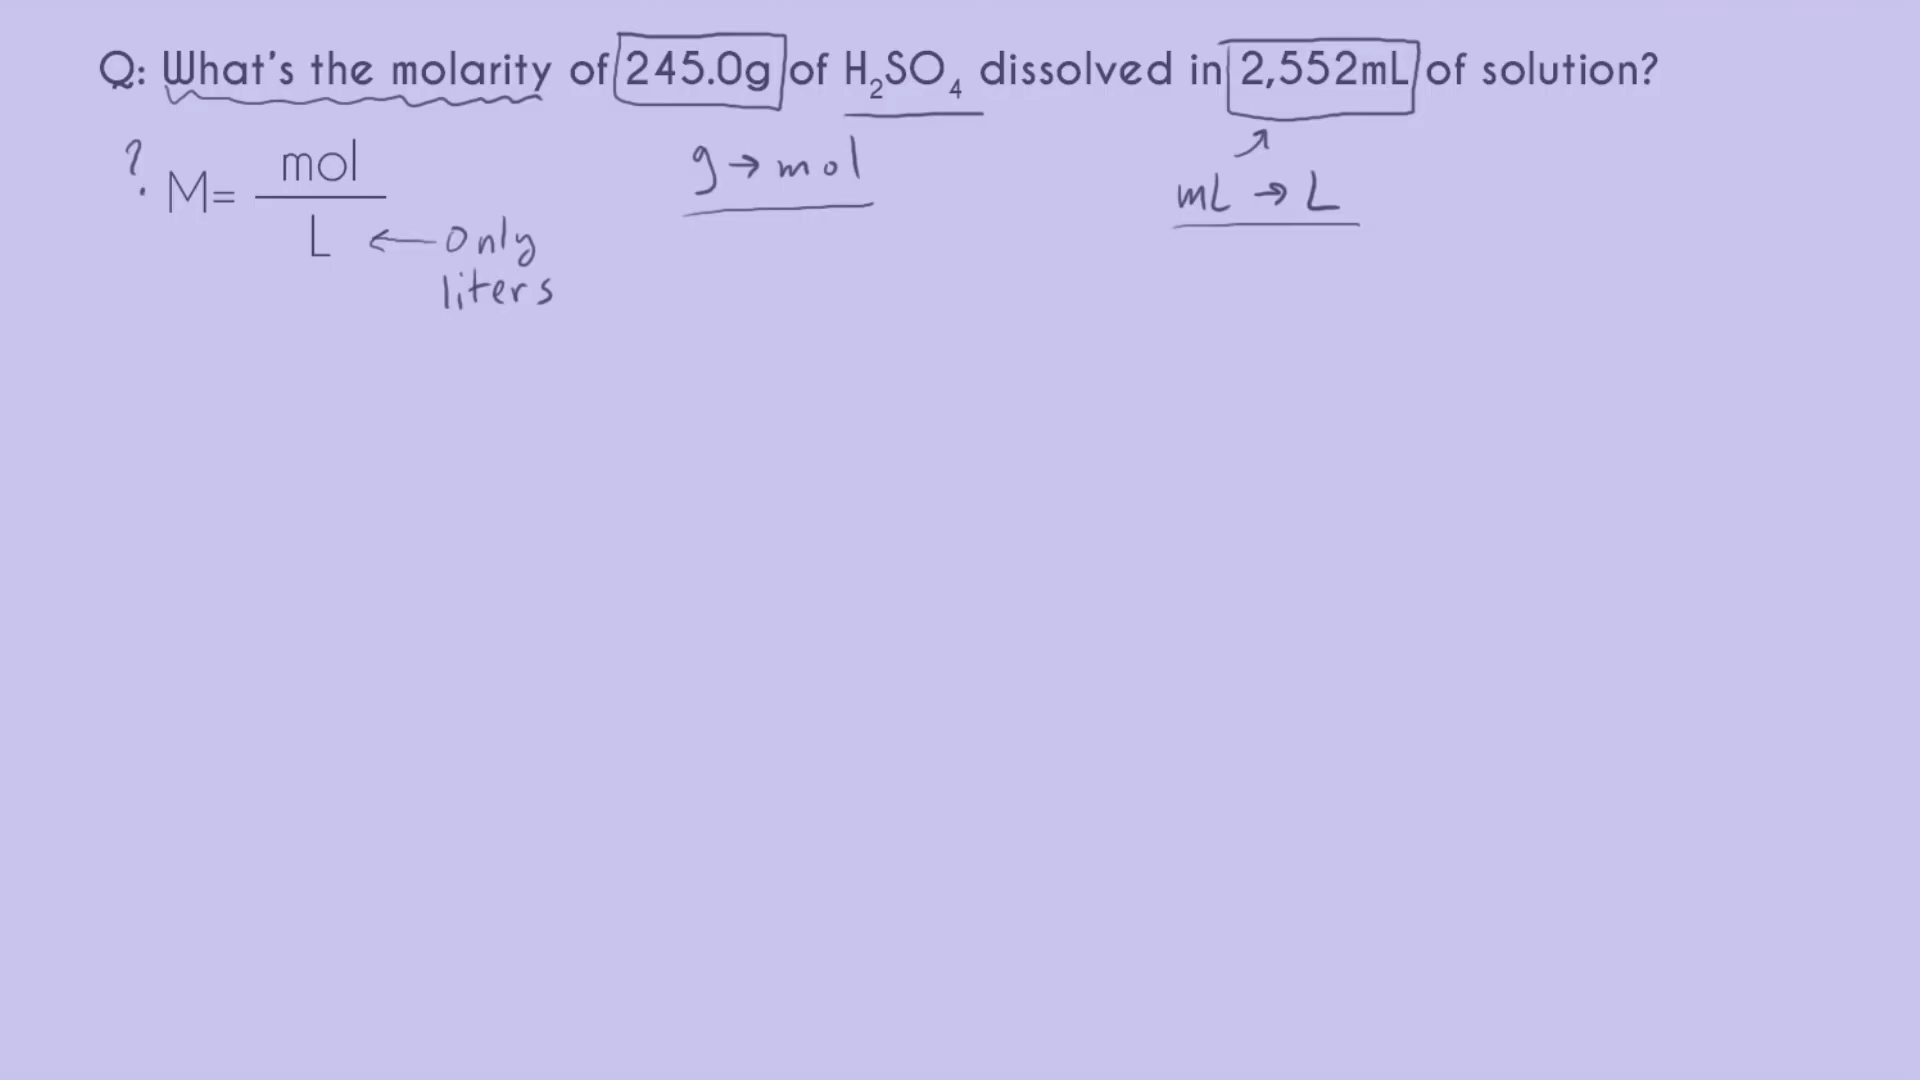 Q: What's the molarity of 245.0g of H₂SO₄ dissolved in 2,552mL of solution?
? M= mol
L ← only
liters
g → mol
mL → L